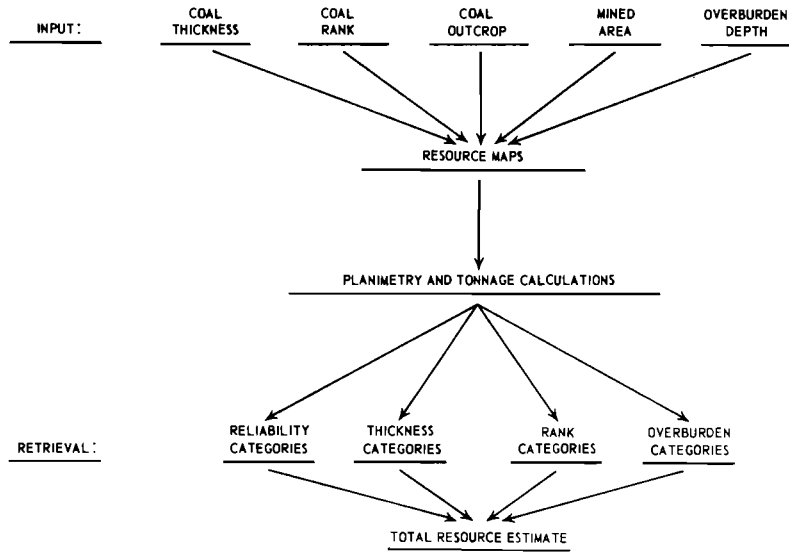 INPUT:
COAL THICKNESS
COAL RANK
COAL OUTCROP
MINED AREA
OVERBURDEN DEPTH
RESOURCE MAPS
PLANIMETRY AND TONNAGE CALCULATIONS
RETRIEVAL:
RELIABILITY CATEGORIES
THICKNESS CATEGORIES
RANK CATEGORIES
OVERBURDEN CATEGORIES
TOTAL RESOURCE ESTIMATE